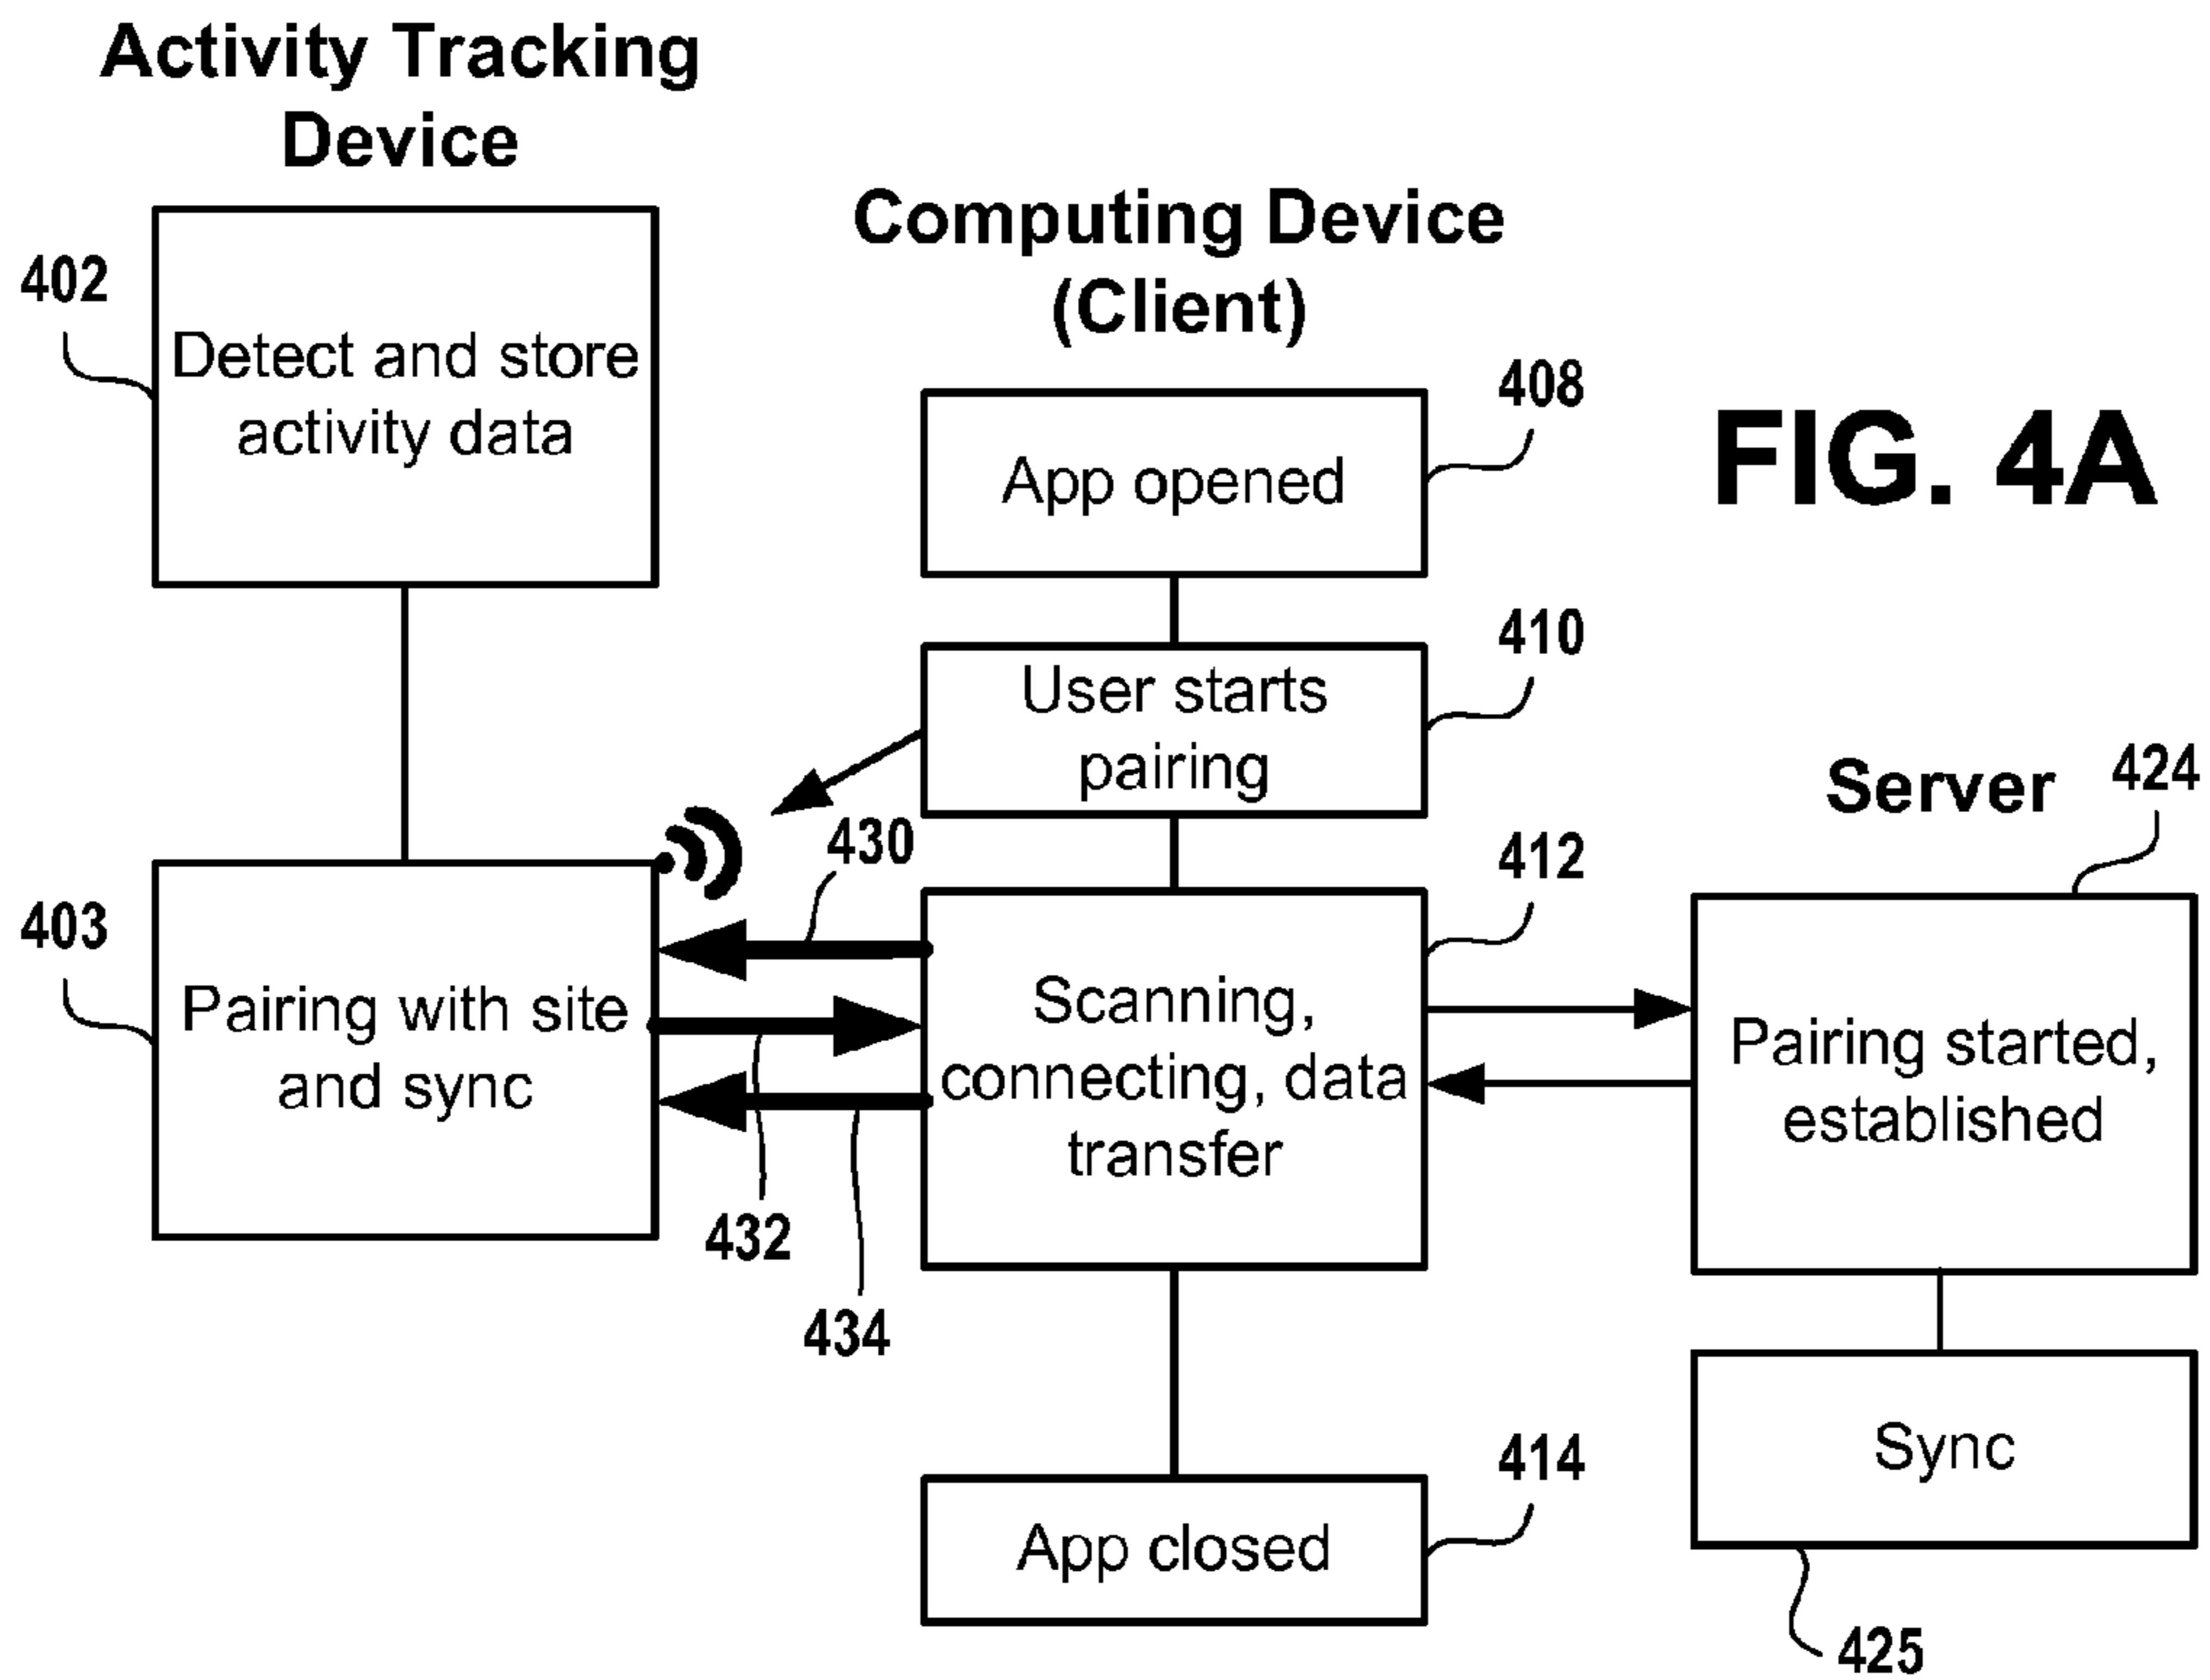 Activity Tracking
Device
402
Detect and store
activity data
403
Pairing with site
and sync
Computing Device
(Client)
408
App opened
410
User starts
pairing
430
412
Scanning,
connecting, data
transfer
432
434
414
App closed
FIG. 4A
Server
424
Pairing started,
established
Sync
425